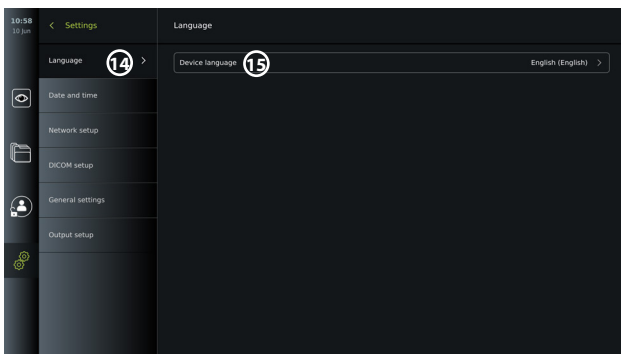 10:58
10 Jun
Settings
Language
Language 14
Device language 15 English (English)
Date and time
Network setup
DICOM setup
General settings
Output setup